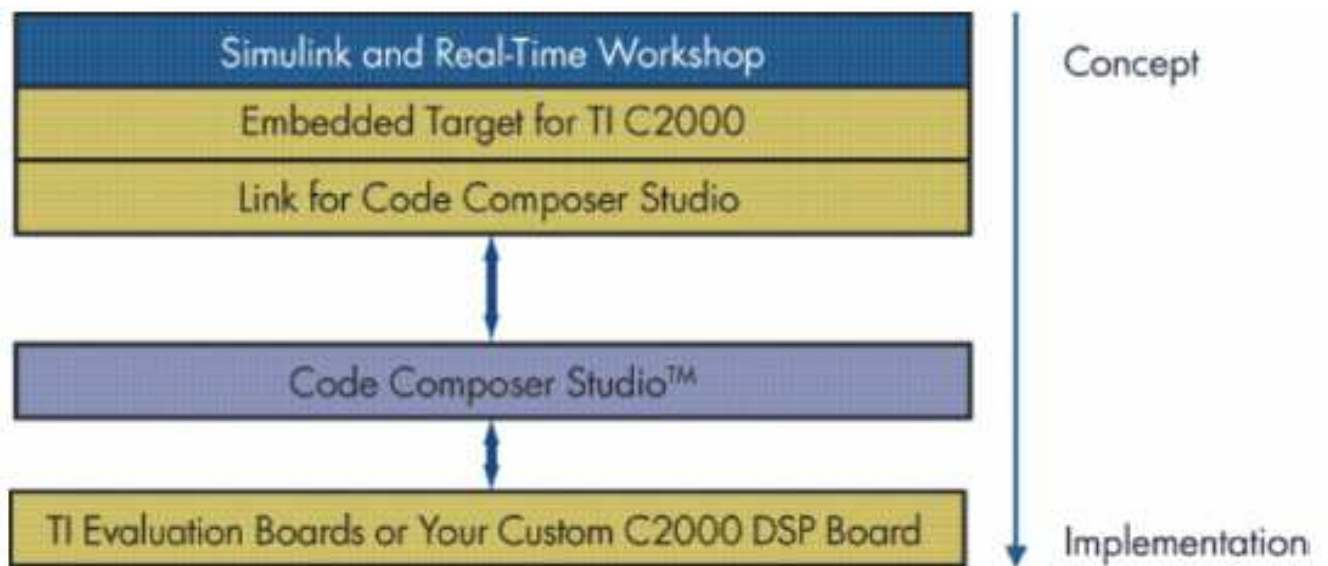 Simulink and Real-Time Workshop
Concept
Embedded Target for TI C2000
Link for Code Composer Studio
Code Composer Studio™
TI Evaluation Boards or Your Custom C2000 DSP Board
Implementation